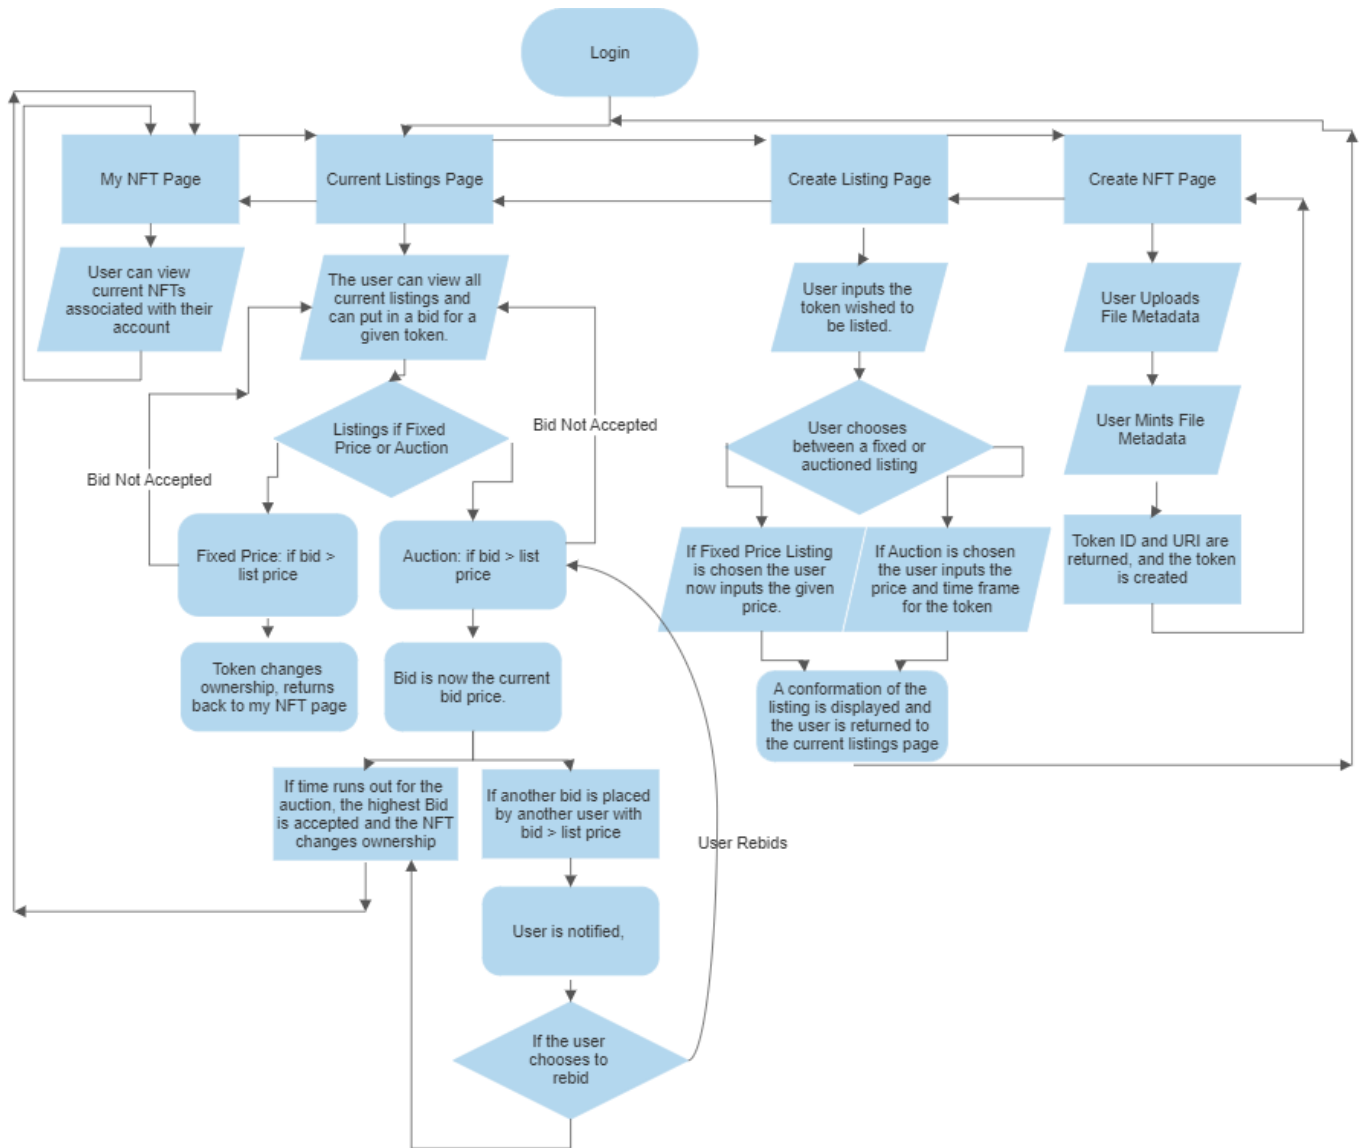 Login
My NFT Page
Current Listings Page
Create Listing Page
Create NFT Page
User can view
current NFTs
associated with their
account
The user can view all
current listings and
can put in a bid for a
given token.
User inputs the
token wished to
be listed.
User Uploads
File Metadata
Listings if Fixed
Price or Auction
Bid Not Accepted
Bid Not Accepted
User chooses
between a fixed or
auctioned listing
User Mints File
Metadata
Fixed Price: if bid >
list price
Auction: if bid > list
price
If Fixed Price Listing
is chosen the user
now inputs the given
price.
If Auction is chosen
the user inputs the
price and time frame
for the token
Token ID and URI are
returned, and the token
is created
Token changes
ownership, returns
back to my NFT page
Bid is now the current
bid price.
A conformation of the
listing is displayed and
the user is returned to
the current listings page
If time runs out for the
auction, the highest Bid
is accepted and the NFT
changes ownership
If another bid is placed
by another user with
bid > list price
User Rebids
User is notified,
If the user
chooses to
rebid